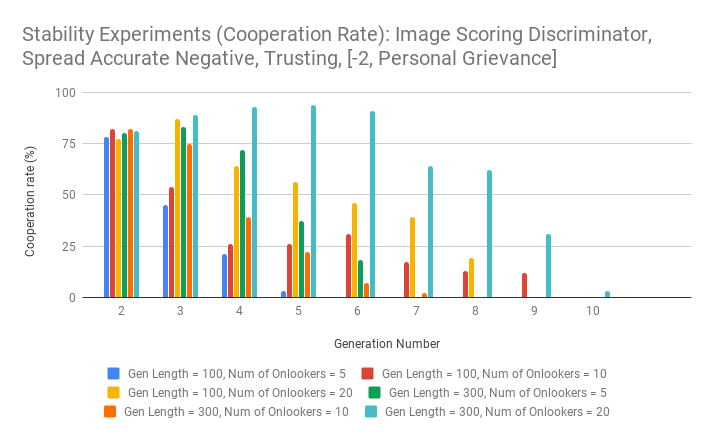 Stability Experiments (Cooperation Rate): Image Scoring Discriminator,
Spread Accurate Negative, Trusting, [-2, Personal Grievance]
Cooperation rate (%)
100
75
50
25
0
2 3 4 5 6 7 8 9 10
Generation Number
Gen Length = 100, Num of Onlookers = 5 Gen Length = 100, Num of Onlookers = 10
Gen Length = 100, Num of Onlookers = 20 Gen Length = 300, Num of Onlookers = 5
Gen Length = 300, Num of Onlookers = 10 Gen Length = 300, Num of Onlookers = 20